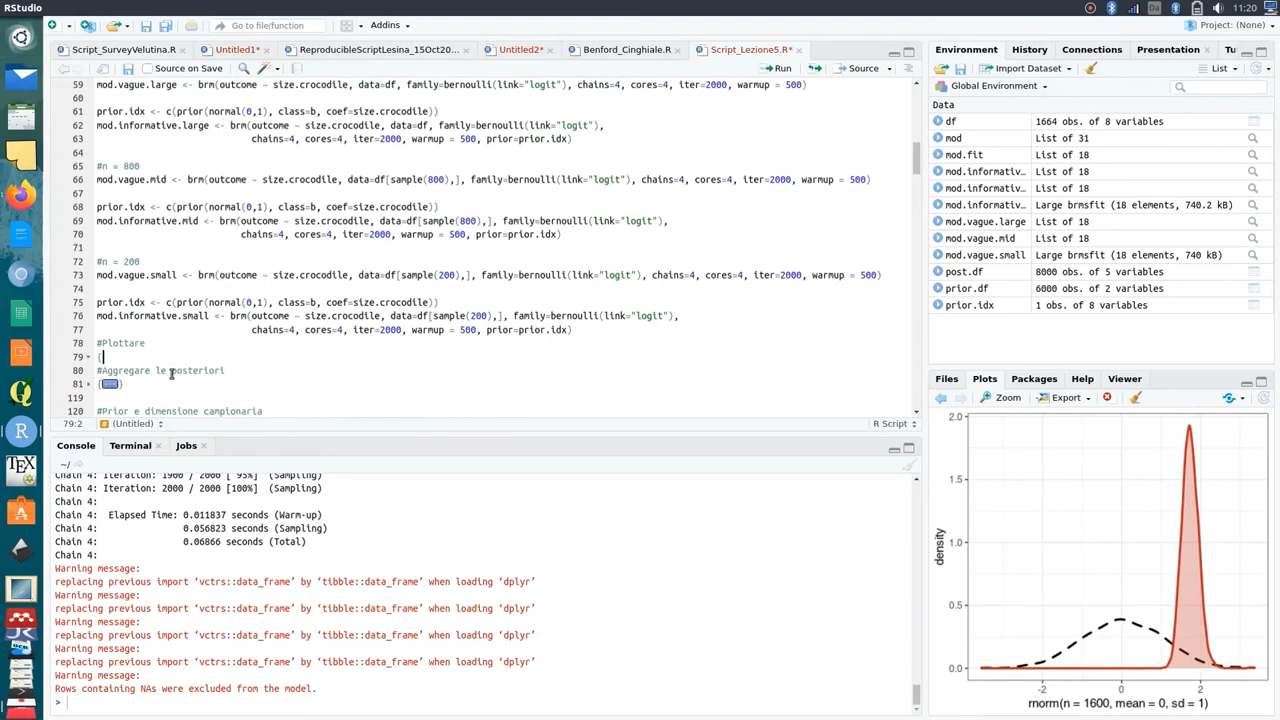 RStudio
Da
11:20
Go to file/function
Addins
Project: (None)
Script_SurveyVelutina.R
Untitled1*
ReproducibleScriptLesina_15Oct20...
Untitled2*
Benford_Cinghiale.R
Script_Lezione5.R*
Source on Save
Run
Source
59 mod.vague.large <- brm(outcome ~ size.crocodile, data=df, family=bernoulli(link="logit"), chains=4, cores=4, iter=2000, warmup = 500)
60
61 prior.idx <- c(prior(normal(0,1), class=b, coef=size.crocodile))
62 mod.informative.large <- brm(outcome ~ size.crocodile, data=df, family=bernoulli(link="logit"),
63 chains=4, cores=4, iter=2000, warmup = 500, prior=prior.idx)
64
65 #n = 800
66 mod.vague.mid <- brm(outcome ~ size.crocodile, data=df[sample(800),], family=bernoulli(link="logit"), chains=4, cores=4, iter=2000, warmup = 500)
67
68 prior.idx <- c(prior(normal(0,1), class=b, coef=size.crocodile))
69 mod.informative.mid <- brm(outcome ~ size.crocodile, data=df[sample(800),], family=bernoulli(link="logit"),
70 chains=4, cores=4, iter=2000, warmup = 500, prior=prior.idx)
71
72 #n = 200
73 mod.vague.small <- brm(outcome ~ size.crocodile, data=df[sample(200),], family=bernoulli(link="logit"), chains=4, cores=4, iter=2000, warmup = 500)
74
75 prior.idx <- c(prior(normal(0,1), class=b, coef=size.crocodile))
76 mod.informative.small <- brm(outcome ~ size.crocodile, data=df[sample(200),], family=bernoulli(link="logit"),
77 chains=4, cores=4, iter=2000, warmup = 500, prior=prior.idx)
78 #Plottare
79 {
80 #Aggregare le posteriori
81 {}
119
120 #Prior e dimensione campionaria
79:2 (Untitled) R Script
Console Terminal Jobs
~/
Chain 4: Iteration: 1900 / 2000 [ 95%] (Sampling)
Chain 4: Iteration: 2000 / 2000 [100%] (Sampling)
Chain 4:
Chain 4: Elapsed Time: 0.011837 seconds (Warm-up)
Chain 4: 0.056823 seconds (Sampling)
Chain 4: 0.06866 seconds (Total)
Chain 4:
Warning message:
replacing previous import ‘vctrs::data_frame’ by ‘tibble::data_frame’ when loading ‘dplyr’
Warning message:
replacing previous import ‘vctrs::data_frame’ by ‘tibble::data_frame’ when loading ‘dplyr’
Warning message:
replacing previous import ‘vctrs::data_frame’ by ‘tibble::data_frame’ when loading ‘dplyr’
Warning message:
replacing previous import ‘vctrs::data_frame’ by ‘tibble::data_frame’ when loading ‘dplyr’
Warning message:
Rows containing NAs were excluded from the model.
>
Environment History Connections Presentation Tu
Import Dataset List
Global Environment
Data
df 1664 obs. of 8 variables
mod List of 31
mod.fit List of 18
mod.informativ… List of 18
mod.informativ… List of 18
mod.informativ… Large brmsfit (18 elements, 740.2 kB)
mod.vague.large List of 18
mod.vague.mid List of 18
mod.vague.small Large brmsfit (18 elements, 740 kB)
post.df 8000 obs. of 5 variables
prior.df 6000 obs. of 2 variables
prior.idx 1 obs. of 8 variables
Files Plots Packages Help Viewer
Zoom Export
2.0
1.5
1.0
0.5
0.0
density
-2 0 2
rnorm(n = 1600, mean = 0, sd = 1)